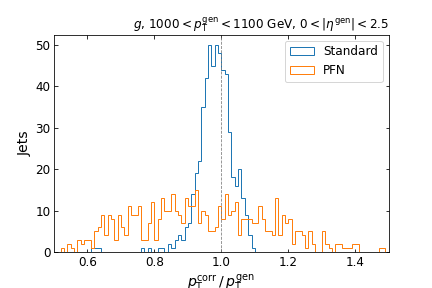 g, 1000 < p_T^gen < 1100 GeV, 0 < |η^gen| < 2.5
50
40
30
20
10
0
Jets
Standard
PFN
0.6 0.8 1.0 1.2 1.4
p_T^corr / p_T^gen